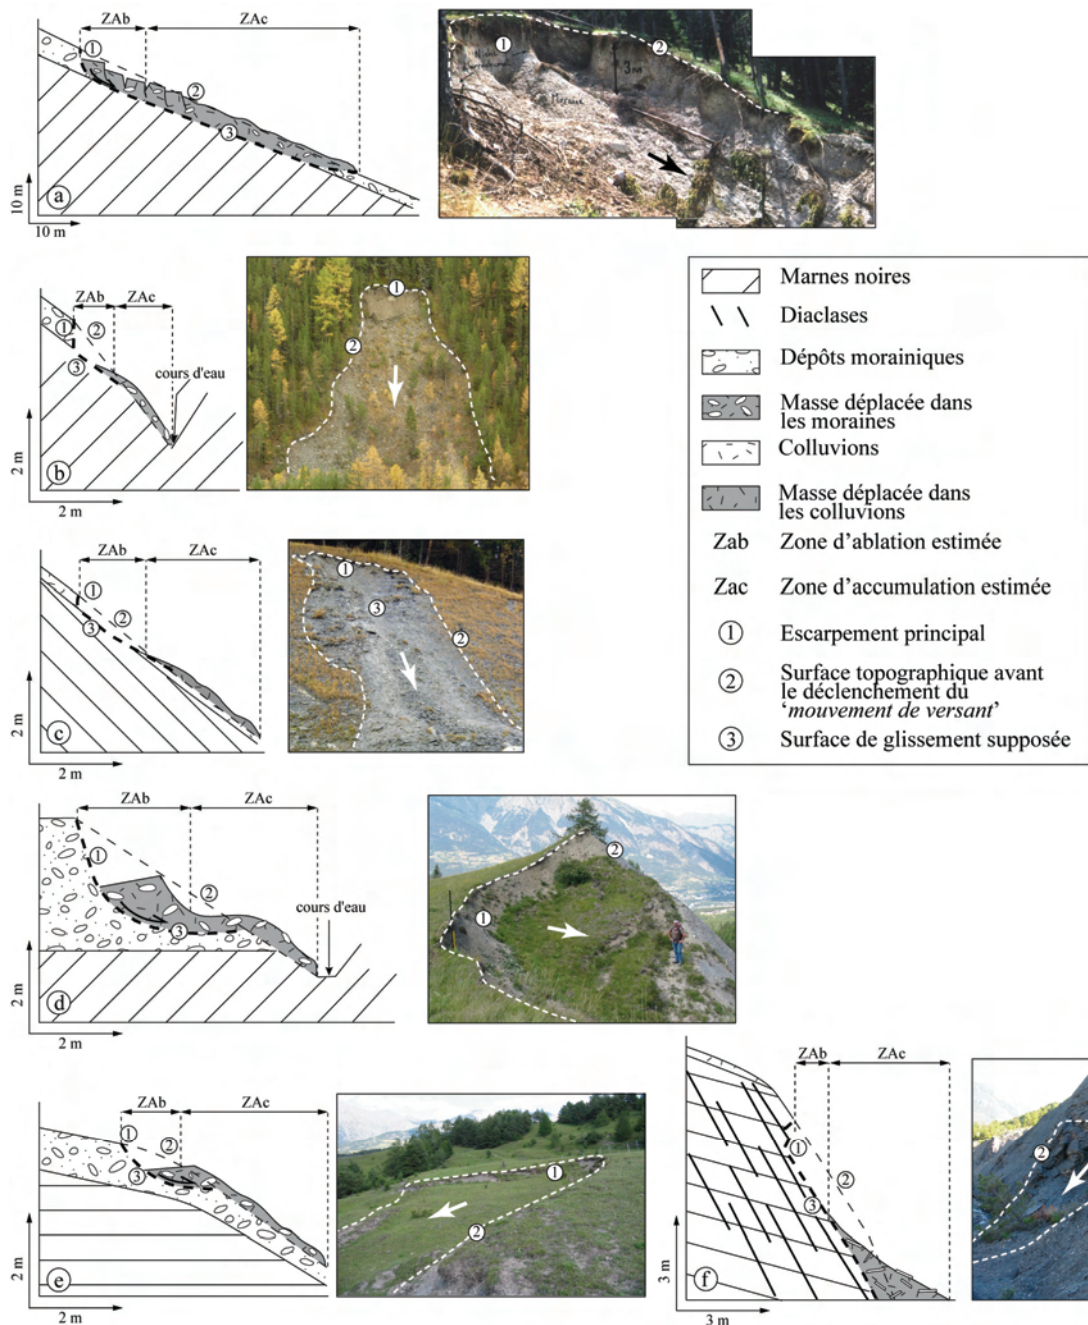 ZAb ZAc
1
2
3
10 m
a
10 m
1
2
3 m
Moraine
ZAb ZAc
1
2
3
cours d'eau
2 m
b
2 m
1
2
ZAb ZAc
1
2
3
2 m
c
2 m
1
3
2
Marnes noires
Diaclases
Dépôts morainiques
Masse déplacée dans
les moraines
Colluvions
Masse déplacée dans
les colluvions
Zab Zone d'ablation estimée
Zac Zone d'accumulation estimée
1 Escarpement principal
2 Surface topographique avant
le déclenchement du
'mouvement de versant'
3 Surface de glissement supposée
ZAb ZAc
1
2
3
cours d'eau
2 m
d
2 m
2
1
ZAb ZAc
1
2
3
2 m
e
2 m
1
2
ZAb ZAc
1
2
3
3 m
f
3 m
2